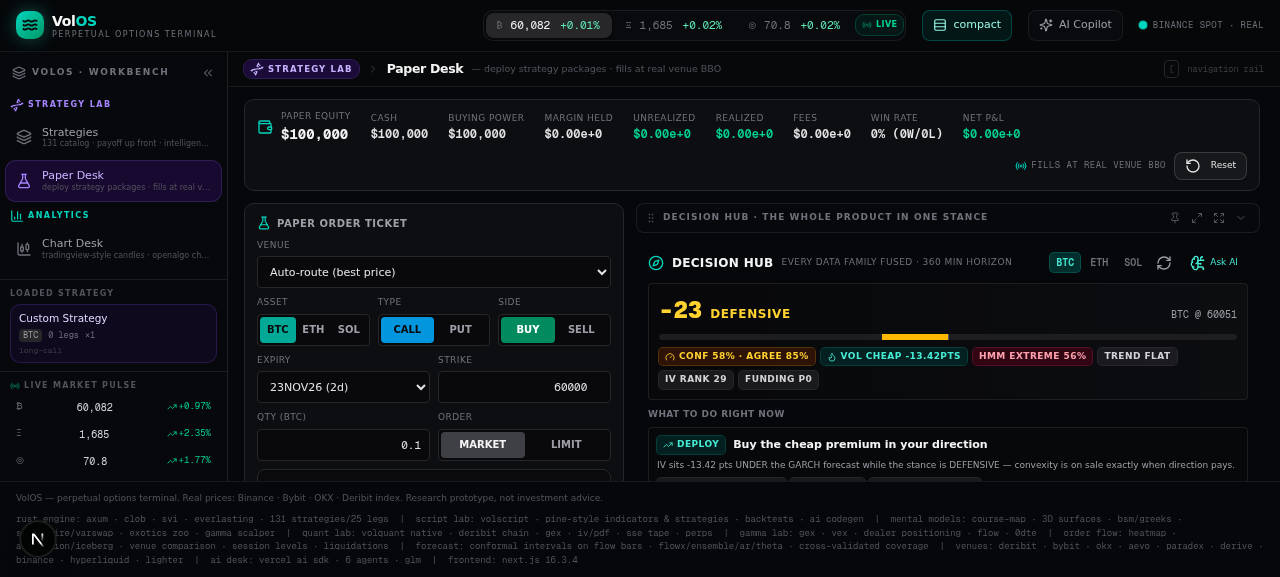 VolOS
PERPETUAL OPTIONS TERMINAL
₿ 60,082 +0.01% Ξ 1,685 +0.02% ◎ 70.8 +0.02% LIVE
compact
AI Copilot
BINANCE SPOT · REAL
VOLOS · WORKBENCH
STRATEGY LAB
Strategies
131 catalog · payoff up front · intelligen...
Paper Desk
deploy strategy packages · fills at real v...
ANALYTICS
Chart Desk
tradingview-style candles · openalgo ch...
LOADED STRATEGY
Custom Strategy
BTC 0 legs ×1
long-call
LIVE MARKET PULSE
₿ 60,082 +0.97%
Ξ 1,685 +2.35%
◎ 70.8 +1.77%
STRATEGY LAB > Paper Desk — deploy strategy packages · fills at real venue BBO
[ navigation rail
PAPER EQUITY CASH BUYING POWER MARGIN HELD UNREALIZED REALIZED FEES WIN RATE NET P&L
$100,000 $100,000 $100,000 $0.00e+0 $0.00e+0 $0.00e+0 $0.00e+0 0% (0W/0L) $0.00e+0
FILLS AT REAL VENUE BBO Reset
PAPER ORDER TICKET
VENUE
Auto-route (best price)
ASSET TYPE SIDE
BTC ETH SOL CALL PUT BUY SELL
EXPIRY STRIKE
23NOV26 (2d) 60000
QTY (BTC) ORDER
0.1 MARKET LIMIT
DECISION HUB · THE WHOLE PRODUCT IN ONE STANCE
DECISION HUB EVERY DATA FAMILY FUSED · 360 MIN HORIZON BTC ETH SOL Ask AI
-23 DEFENSIVE BTC @ 60051
CONF 58% · AGREE 85% VOL CHEAP -13.42PTS HMM EXTREME 56% TREND FLAT
IV RANK 29 FUNDING P0
WHAT TO DO RIGHT NOW
DEPLOY Buy the cheap premium in your direction
IV sits -13.42 pts UNDER the GARCH forecast while the stance is DEFENSIVE — convexity is on sale exactly when direction pays.
VolOS — perpetual options terminal. Real prices: Binance · Bybit · OKX · Deribit index. Research prototype, not investment advice.
rust engine: axum · clob · svi · everlasting · 131 strategies/25 legs | script lab: volscript · pine-style indicators & strategies · backtests · ai codegen | mental models: course-map · 3D surfaces · bsm/greeks ·
ire/varswap · exotics zoo · gamma scalper | quant lab: volquant native · deribit chain · gex · iv/pdf · sse tape · perps | gamma lab: gex · vex · dealer positioning · flow · 0dte | order flow: heatmap ·
ion/iceberg · venue comparison · session levels · liquidations | forecast: conformal intervals on flow bars · flowx/ensemble/ar/theta · cross-validated coverage | venues: deribit · bybit · okx · aevo · paradex · derive ·
binance · hyperliquid · lighter | ai desk: vercel ai sdk · 6 agents · glm | frontend: next.js 16.3.4
N